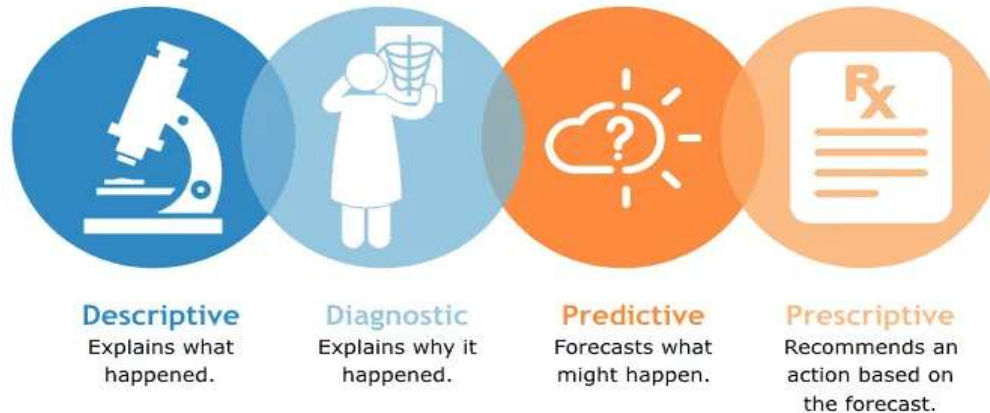 ?
Rx
Descriptive
Explains what
happened.
Diagnostic
Explains why it
happened.
Predictive
Forecasts what
might happen.
Prescriptive
Recommends an
action based on
the forecast.